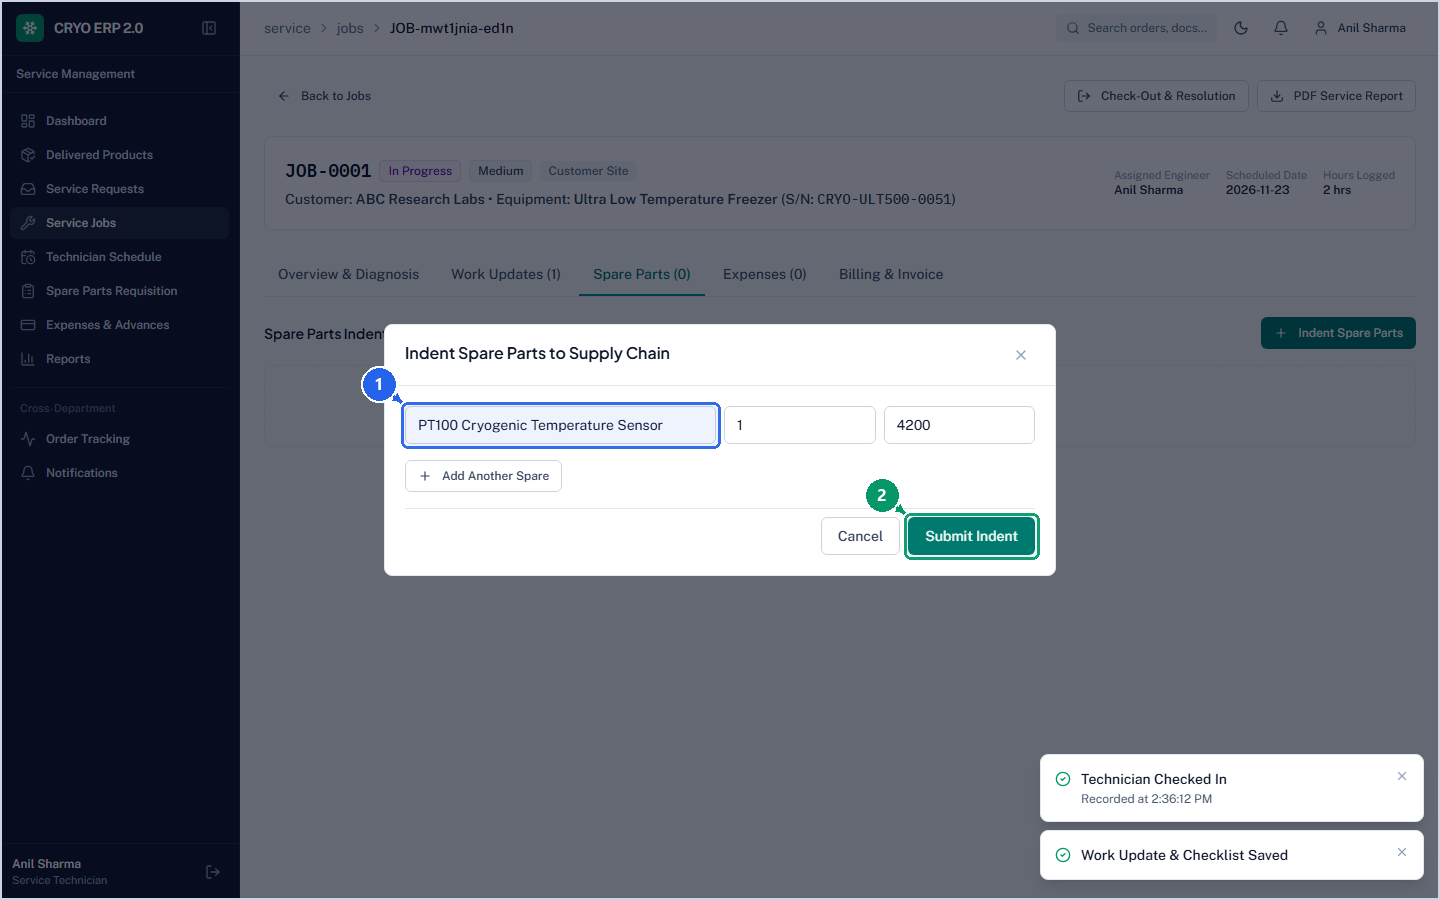 CRYO ERP 2.0
service > jobs > JOB-mwt1jnia-ed1n
Search orders, docs...
Anil Sharma
Service Management
Dashboard
Delivered Products
Service Requests
Service Jobs
Technician Schedule
Spare Parts Requisition
Expenses & Advances
Reports
Cross-Department
Order Tracking
Notifications
Anil Sharma
Service Technician
Back to Jobs
Check-Out & Resolution
PDF Service Report
JOB-0001 In Progress Medium Customer Site
Customer: ABC Research Labs • Equipment: Ultra Low Temperature Freezer (S/N: CRYO-ULT500-0051)
Assigned Engineer Scheduled Date Hours Logged
Anil Sharma 2026-11-23 2 hrs
Overview & Diagnosis Work Updates (1) Spare Parts (0) Expenses (0) Billing & Invoice
Spare Parts Indent
Indent Spare Parts
Indent Spare Parts to Supply Chain
1
PT100 Cryogenic Temperature Sensor 1 4200
Add Another Spare
2
Cancel Submit Indent
Technician Checked In
Recorded at 2:36:12 PM
Work Update & Checklist Saved